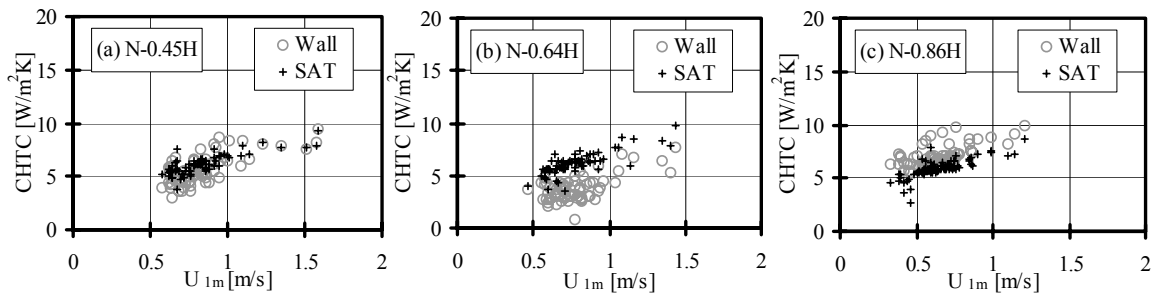 20
15
10
5
0
CHTC [W/m²K]
(a) N-0.45H
Wall
SAT
0 0.5 1 1.5 2
U 1m [m/s]
20
15
10
5
0
CHTC [W/m²K]
(b) N-0.64H
Wall
SAT
0 0.5 1 1.5 2
U 1m [m/s]
20
15
10
5
0
CHTC [W/m²K]
(c) N-0.86H
Wall
SAT
0 0.5 1 1.5 2
U 1m [m/s]